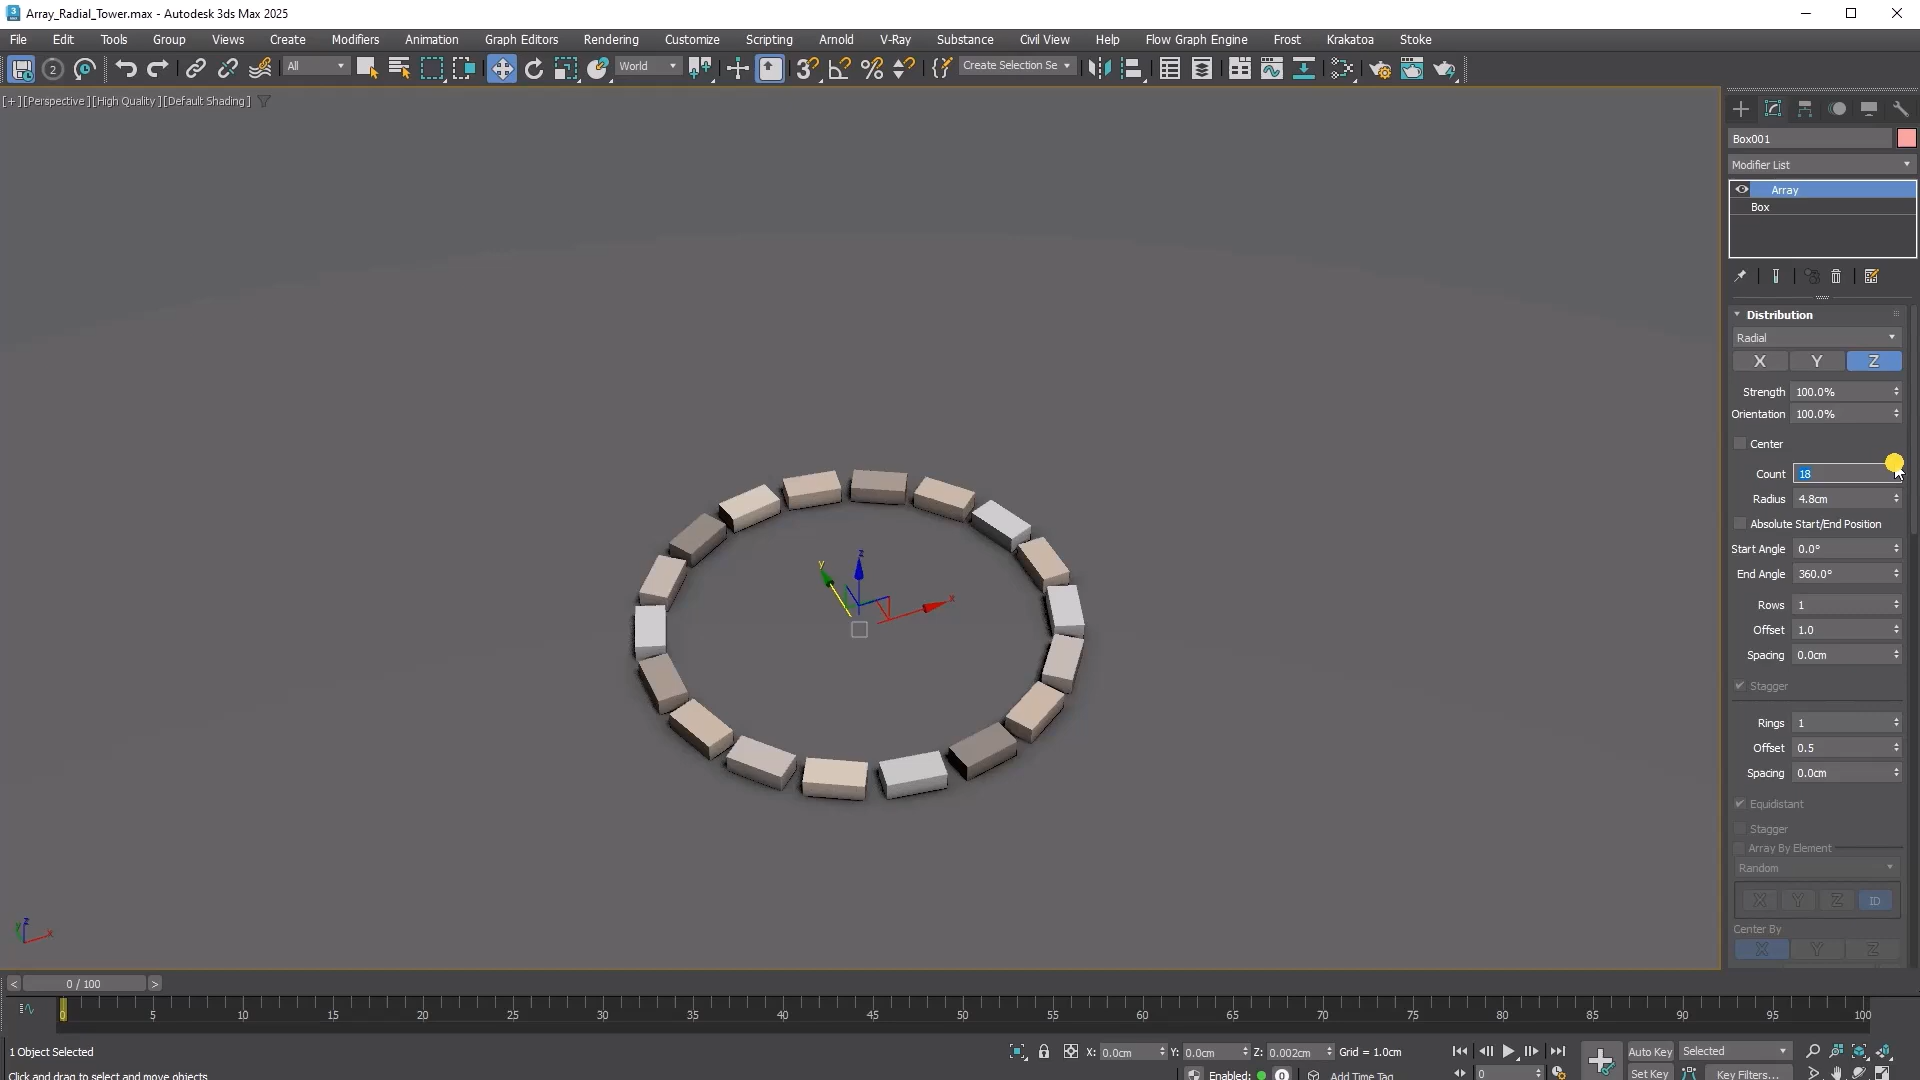 Array_Radial_Tower.max - Autodesk 3ds Max 2025
File Edit Tools Group Views Create Modifiers Animation Graph Editors Rendering Customize Scripting Arnold V-Ray Substance Civil View Help Flow Graph Engine Frost Krakatoa Stoke
2 All World Create Selection Se
[+][Perspective][High Quality][Default Shading]
Box001
Modifier List
Array
Box
Distribution
Radial
X Y Z
Strength 100.0%
Orientation 100.0%
Center
Count 18
Radius 4.8cm
Absolute Start/End Position
Start Angle 0.0°
End Angle 360.0°
Rows 1
Offset 1.0
Spacing 0.0cm
Stagger
Rings 1
Offset 0.5
Spacing 0.0cm
Equidistant
Stagger
Array By Element
Random
X Y Z ID
Center By
X Y Z
z
y
x
z
y
x
< 0 / 100 >
0 5 10 15 20 25 30 35 40 45 50 55 60 65 70 75 80 85 90 95 100
1 Object Selected X: 0.0cm Y: 0.0cm Z: 0.002cm Grid = 1.0cm Auto Key Selected
Click and drag to select and move objects Enabled: 0 Add Time Tag 0 Set Key Key Filters...